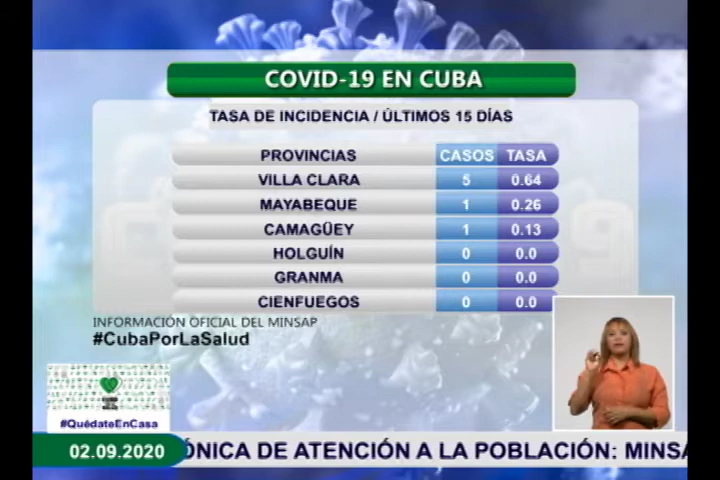 COVID-19 EN CUBA
TASA DE INCIDENCIA / ÚLTIMOS 15 DÍAS
PROVINCIAS CASOS TASA
VILLA CLARA 5 0.64
MAYABEQUE 1 0.26
CAMAGÜEY 1 0.13
HOLGUÍN 0 0.0
GRANMA 0 0.0
CIENFUEGOS 0 0.0
INFORMACIÓN OFICIAL DEL MINSAP
#CubaPorLaSalud
#QuédateEnCasa
02.09.2020 ÓNICA DE ATENCIÓN A LA POBLACIÓN: MINSA